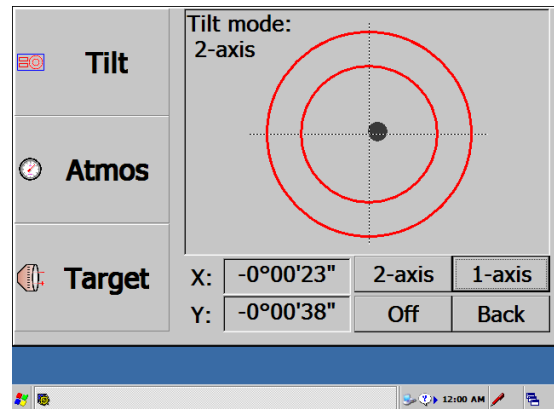 Tilt
Atmos
Target
Tilt mode:
2-axis
X: -0°00'23" 2-axis 1-axis
Y: -0°00'38" Off Back
12:00 AM